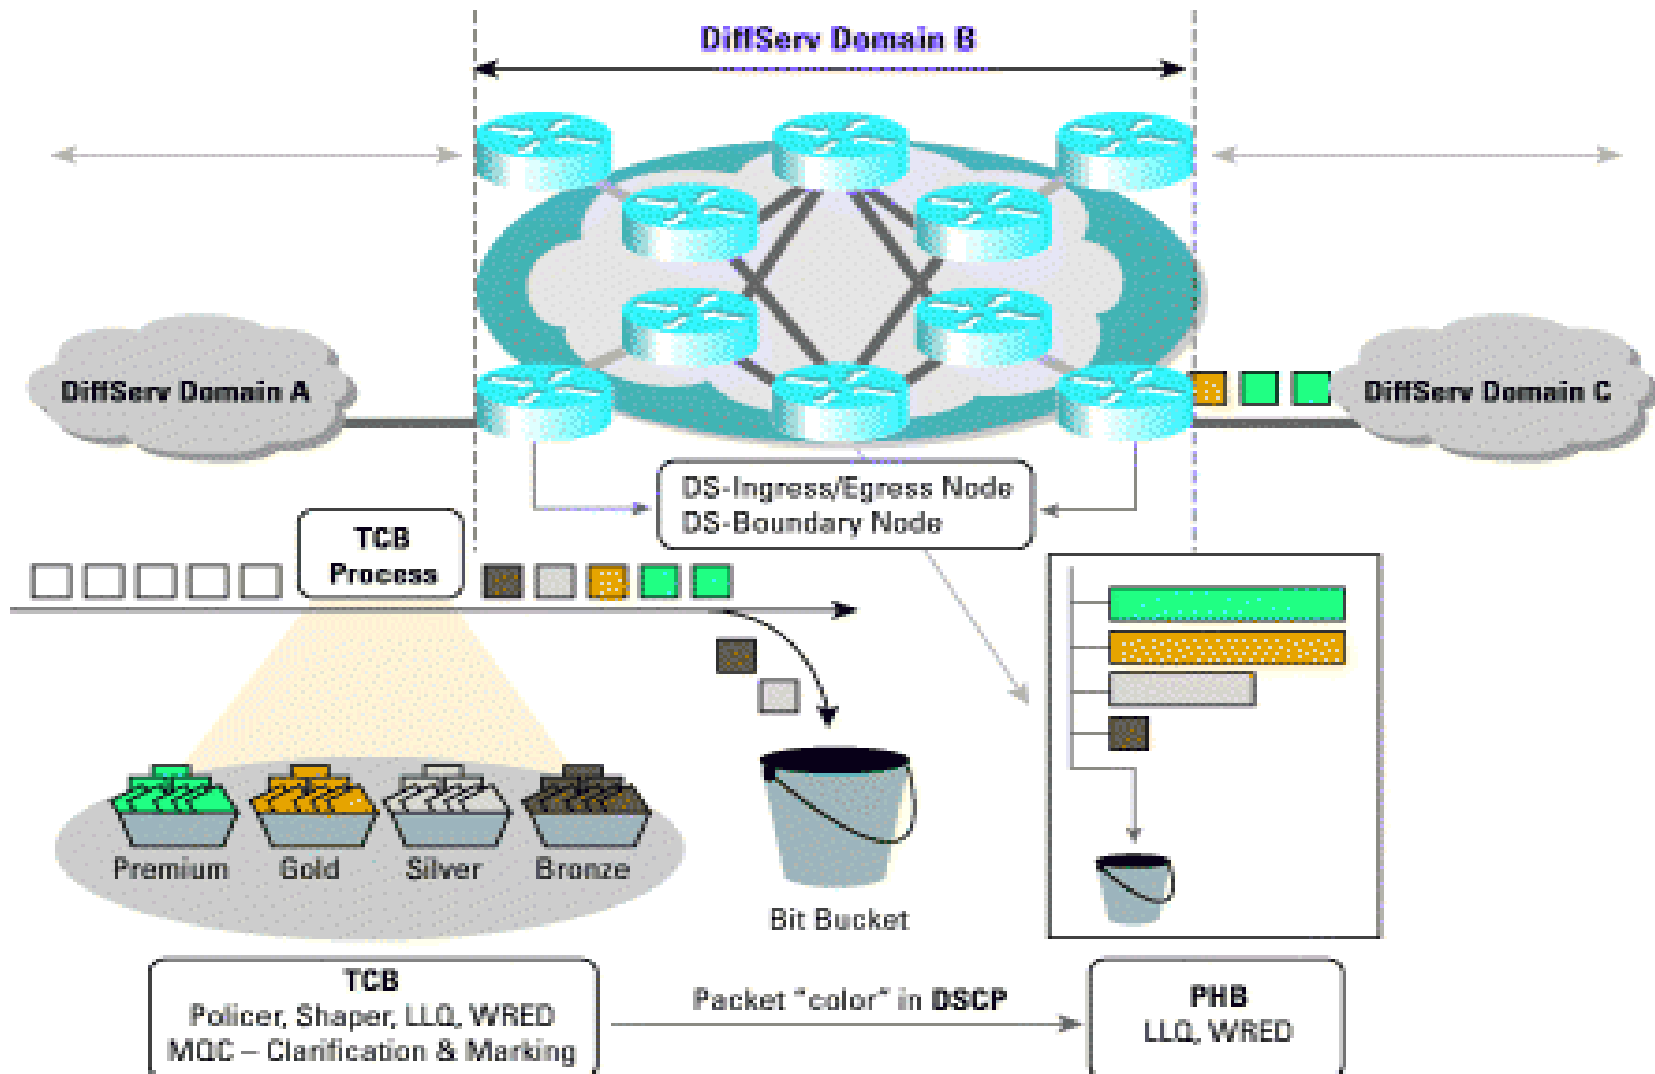 DiffServ Domain B
DiffServ Domain A
DiffServ Domain C
DS-Ingress/Egress Node
DS-Boundary Node
TCB
Process
Premium
Gold
Silver
Bronze
Bit Bucket
TCB
Policer, Shaper, LLQ, WRED
MQC – Clarification & Marking
Packet “color” in DSCP
PHB
LLQ, WRED